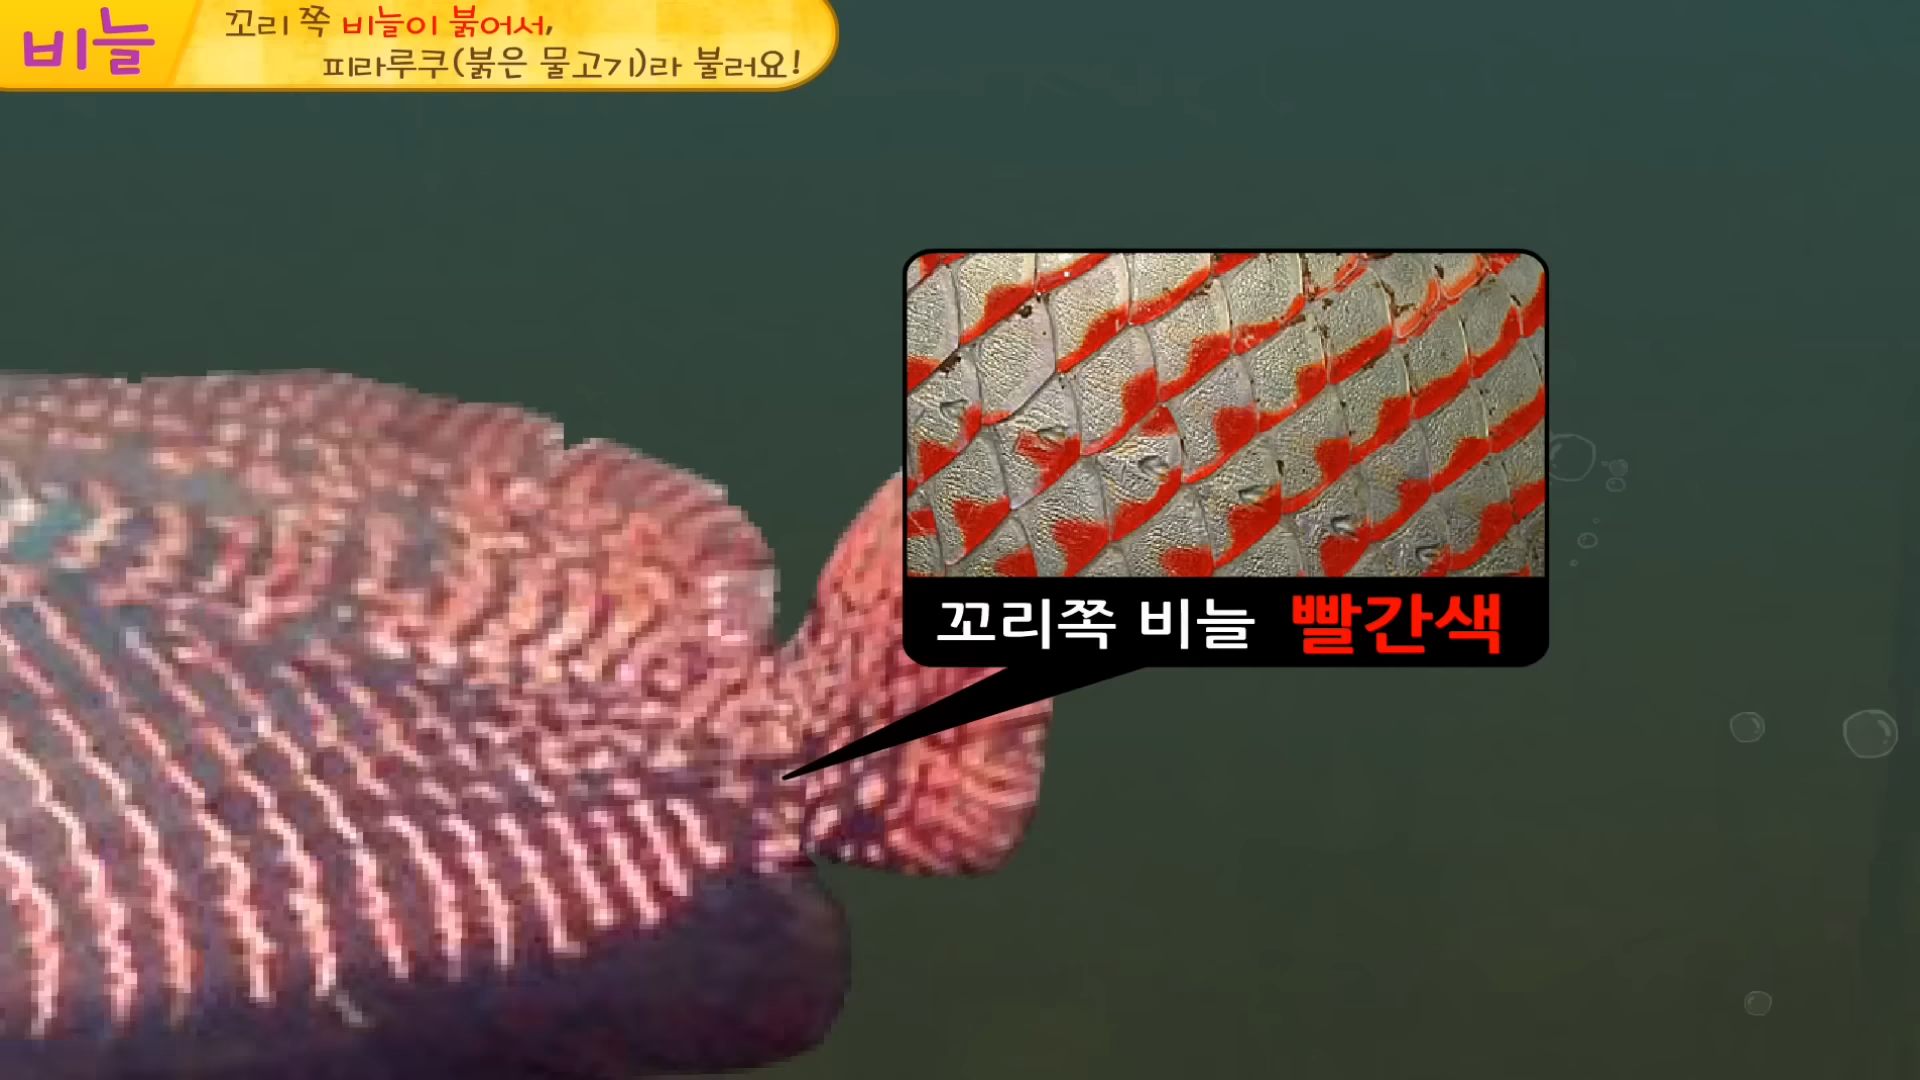 비늘
꼬리 쪽 비늘이 붉어서,
피라루쿠(붉은 물고기)라 불러요!
꼬리쪽 비늘 빨간색